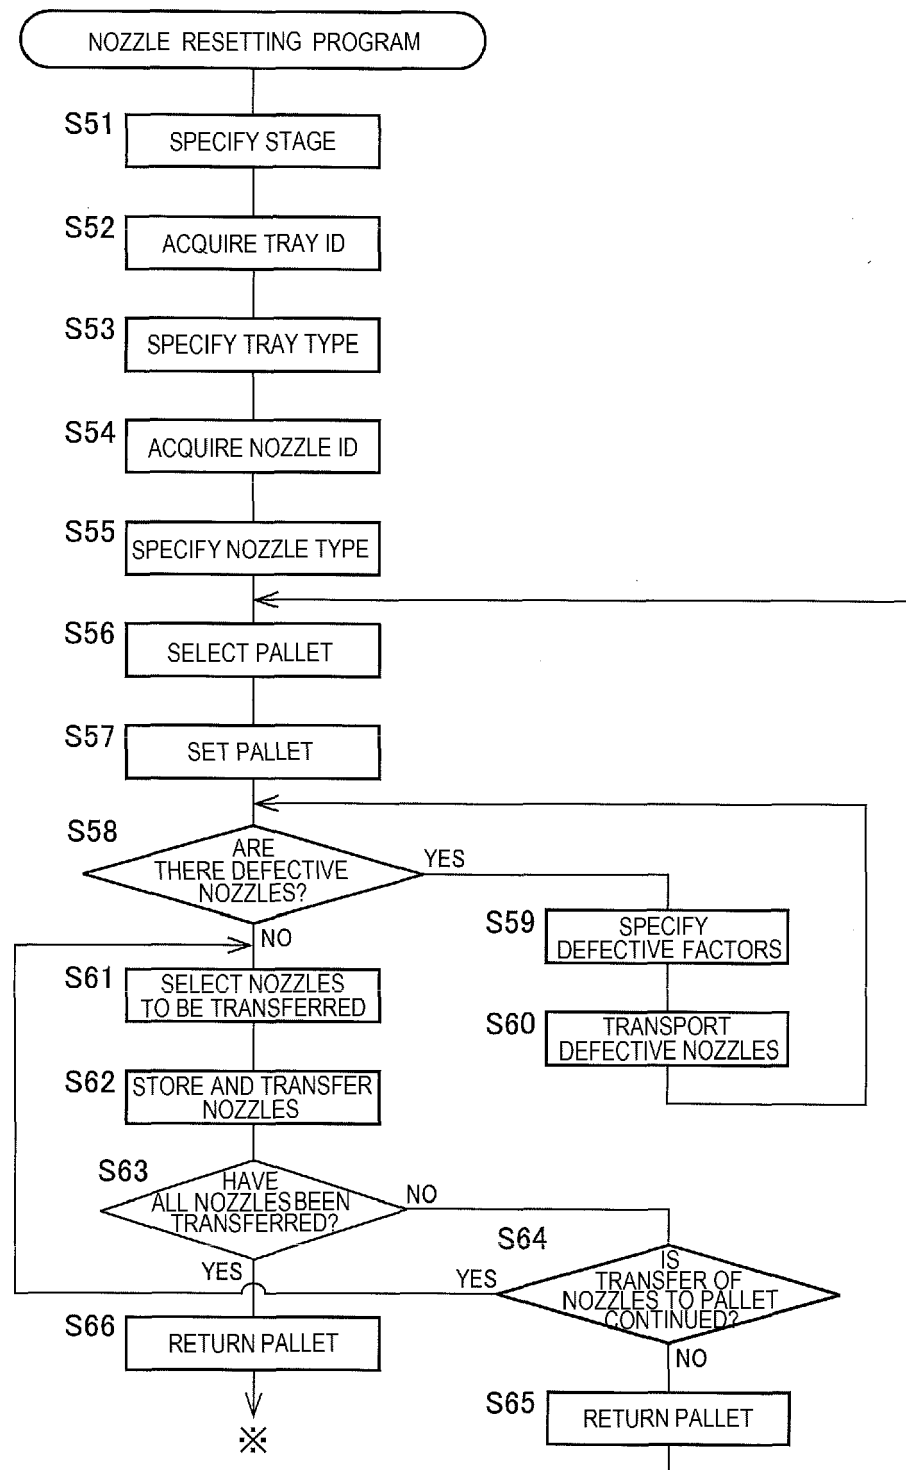 NOZZLE RESETTING PROGRAM
S51
SPECIFY STAGE
S52
ACQUIRE TRAY ID
S53
SPECIFY TRAY TYPE
S54
ACQUIRE NOZZLE ID
S55
SPECIFY NOZZLE TYPE
S56
SELECT PALLET
S57
SET PALLET
S58
ARE
THERE DEFECTIVE
NOZZLES?
YES
NO
S59
SPECIFY
DEFECTIVE FACTORS
S60
TRANSPORT
DEFECTIVE NOZZLES
S61
SELECT NOZZLES
TO BE TRANSFERRED
S62
STORE AND TRANSFER
NOZZLES
S63
HAVE
ALL NOZZLES BEEN
TRANSFERRED?
NO
YES
S64
IS
TRANSFER OF
NOZZLES TO PALLET
CONTINUED?
YES
NO
S66
RETURN PALLET
※
S65
RETURN PALLET